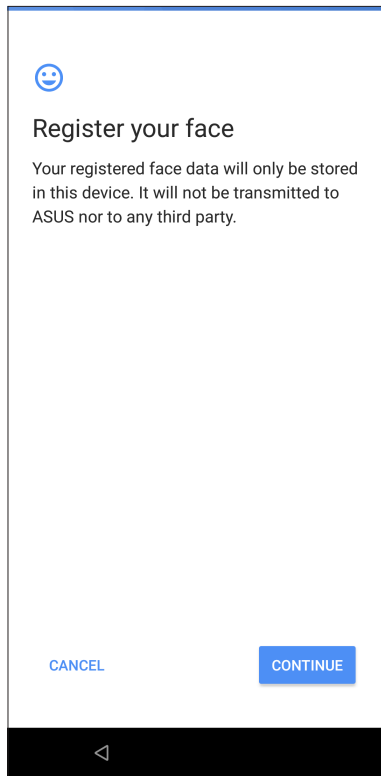 Register your face
Your registered face data will only be stored
in this device. It will not be transmitted to
ASUS nor to any third party.
CANCEL
CONTINUE